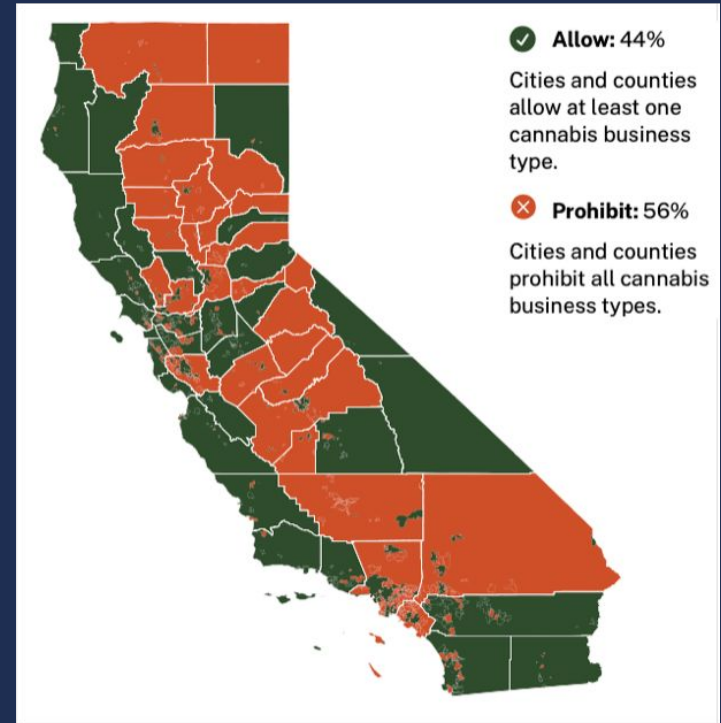 Allow: 44%
Cities and counties
allow at least one
cannabis business
type.
Prohibit: 56%
Cities and counties
prohibit all cannabis
business types.